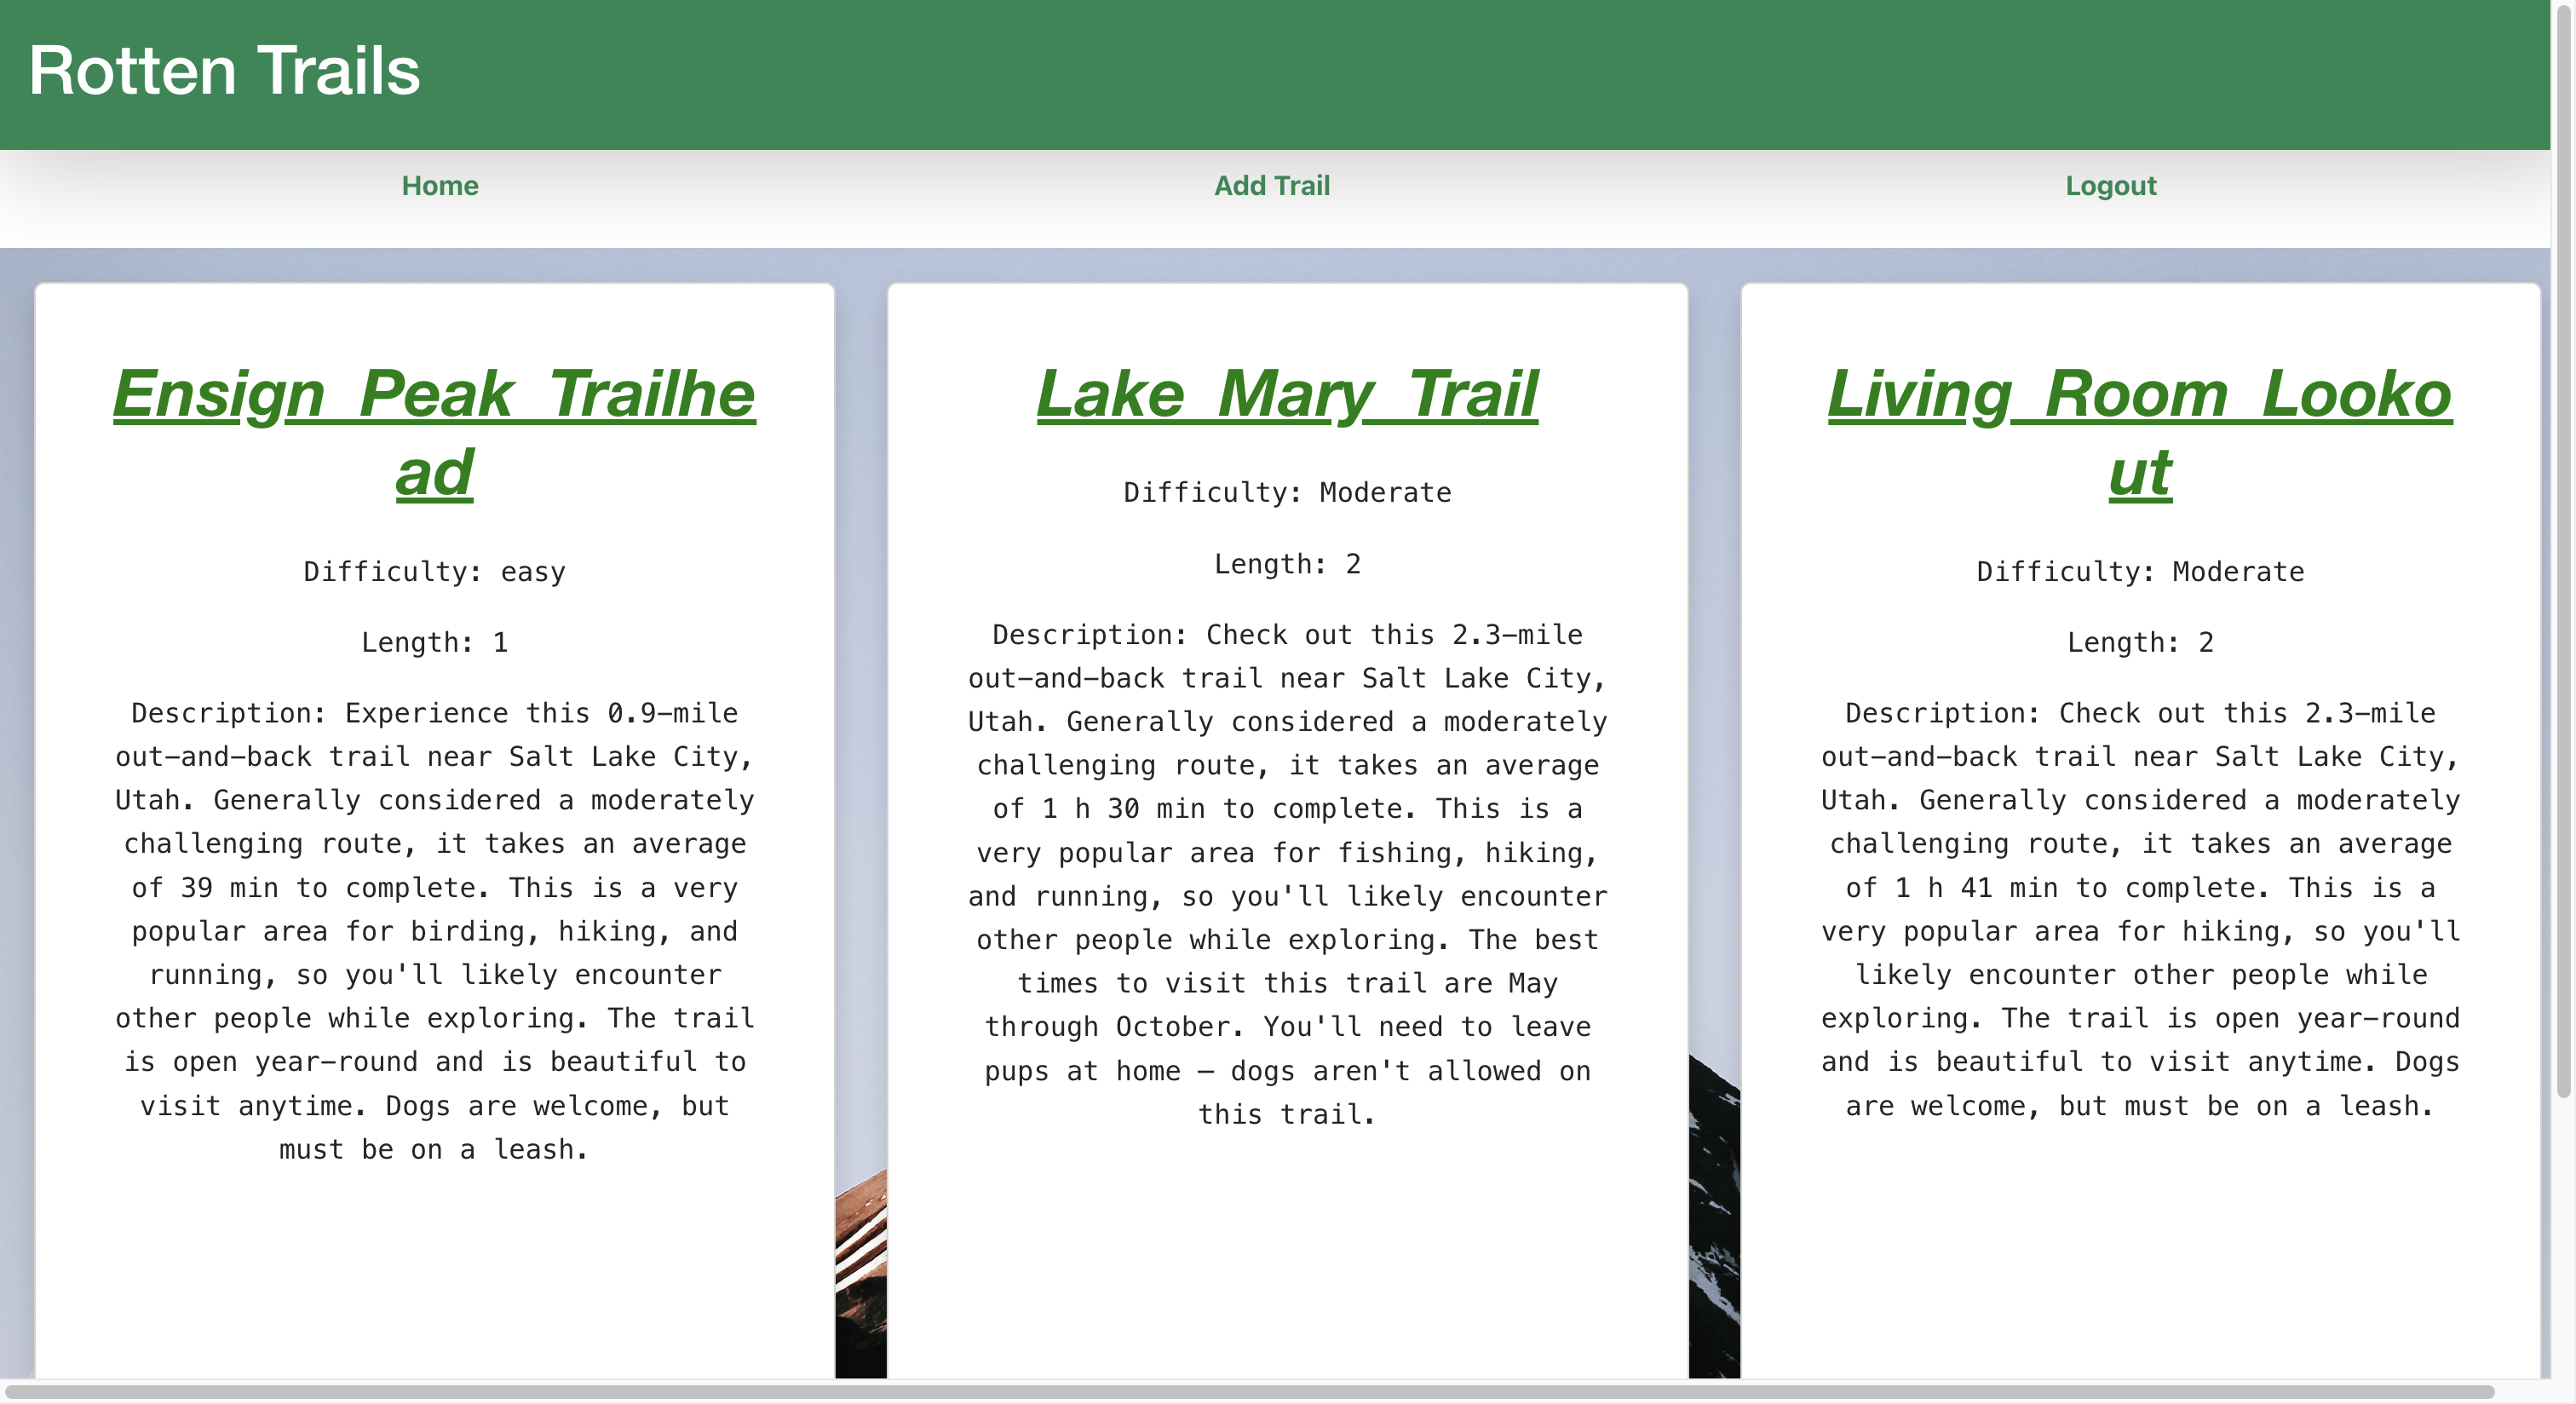 Rotten Trails
Home
Add Trail
Logout
Ensign Peak Trailhe
ad
Difficulty: easy
Length: 1
Description: Experience this 0.9-mile
out-and-back trail near Salt Lake City,
Utah. Generally considered a moderately
challenging route, it takes an average
of 39 min to complete. This is a very
popular area for birding, hiking, and
running, so you'll likely encounter
other people while exploring. The trail
is open year-round and is beautiful to
visit anytime. Dogs are welcome, but
must be on a leash.
Lake Mary Trail
Difficulty: Moderate
Length: 2
Description: Check out this 2.3-mile
out-and-back trail near Salt Lake City,
Utah. Generally considered a moderately
challenging route, it takes an average
of 1 h 30 min to complete. This is a
very popular area for fishing, hiking,
and running, so you'll likely encounter
other people while exploring. The best
times to visit this trail are May
through October. You'll need to leave
pups at home — dogs aren't allowed on
this trail.
Living Room Looko
ut
Difficulty: Moderate
Length: 2
Description: Check out this 2.3-mile
out-and-back trail near Salt Lake City,
Utah. Generally considered a moderately
challenging route, it takes an average
of 1 h 41 min to complete. This is a
very popular area for hiking, so you'll
likely encounter other people while
exploring. The trail is open year-round
and is beautiful to visit anytime. Dogs
are welcome, but must be on a leash.